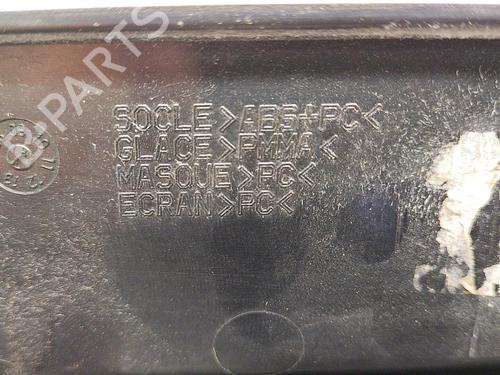 B-PARTS
SOCLE>ABS+PC<
GLACE>PMMA<
MASQUE>PC<
ECRAN>PC<